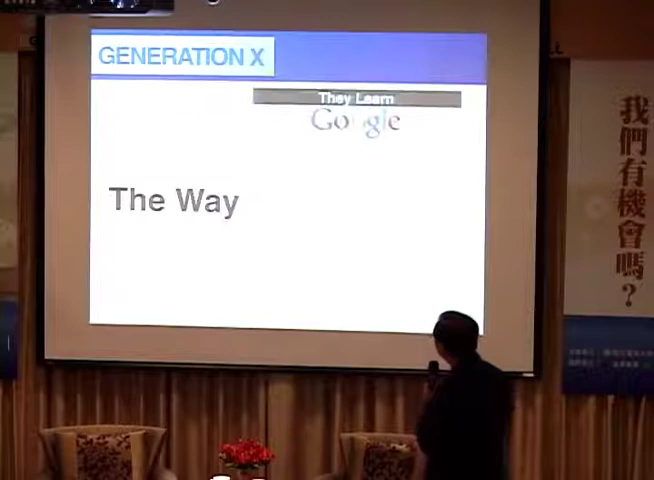 GENERATION X
They Learn
Google
The Way
我們有機會嗎?